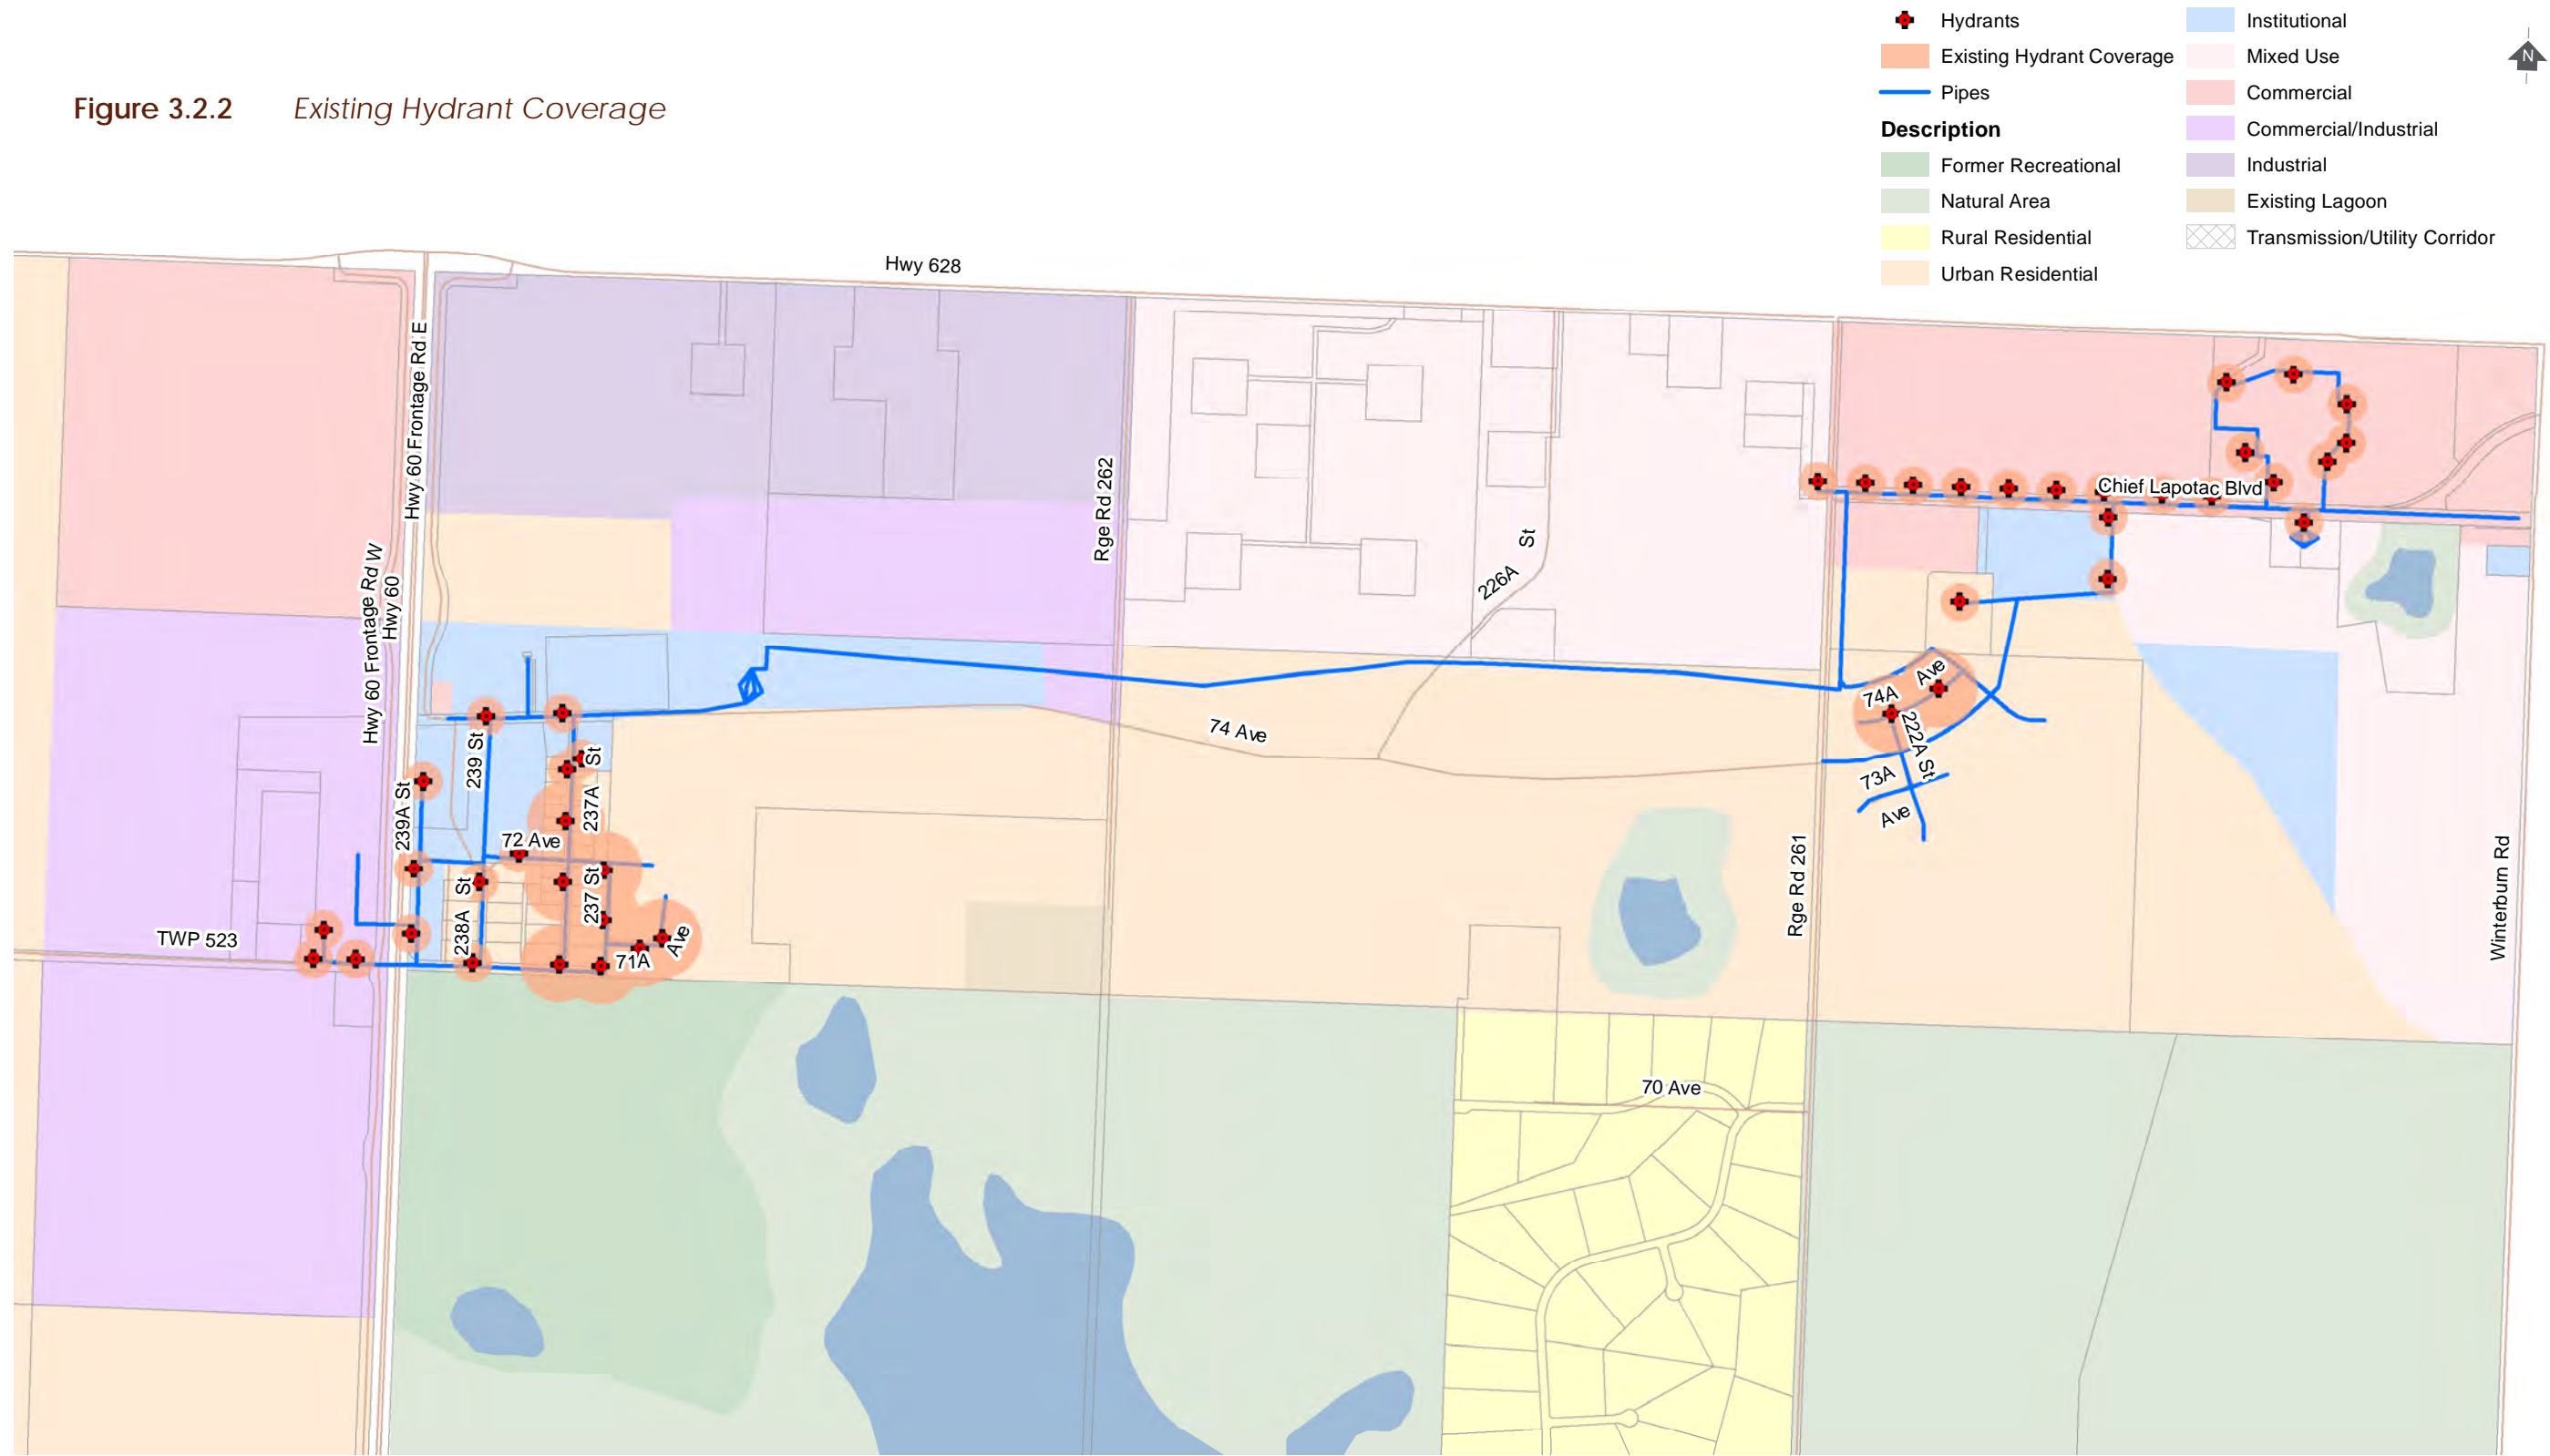 Figure 3.2.2 Existing Hydrant Coverage
Hydrants
Existing Hydrant Coverage
Pipes
Description
Former Recreational
Natural Area
Rural Residential
Urban Residential
Institutional
Mixed Use
Commercial
Commercial/Industrial
Industrial
Existing Lagoon
Transmission/Utility Corridor
N
Hwy 628
Hwy 60 Frontage Rd E
Hwy 60 Frontage Rd W
Hwy 60
Rge Rd 262
226A
St
Chief Lapotac Blvd
74 Ave
74A
Ave
222A St
73A
Ave
239 St
239A St
St
237A
72 Ave
St
238A
237 St
71A
Ave
TWP 523
Rge Rd 261
Winterburn Rd
70 Ave